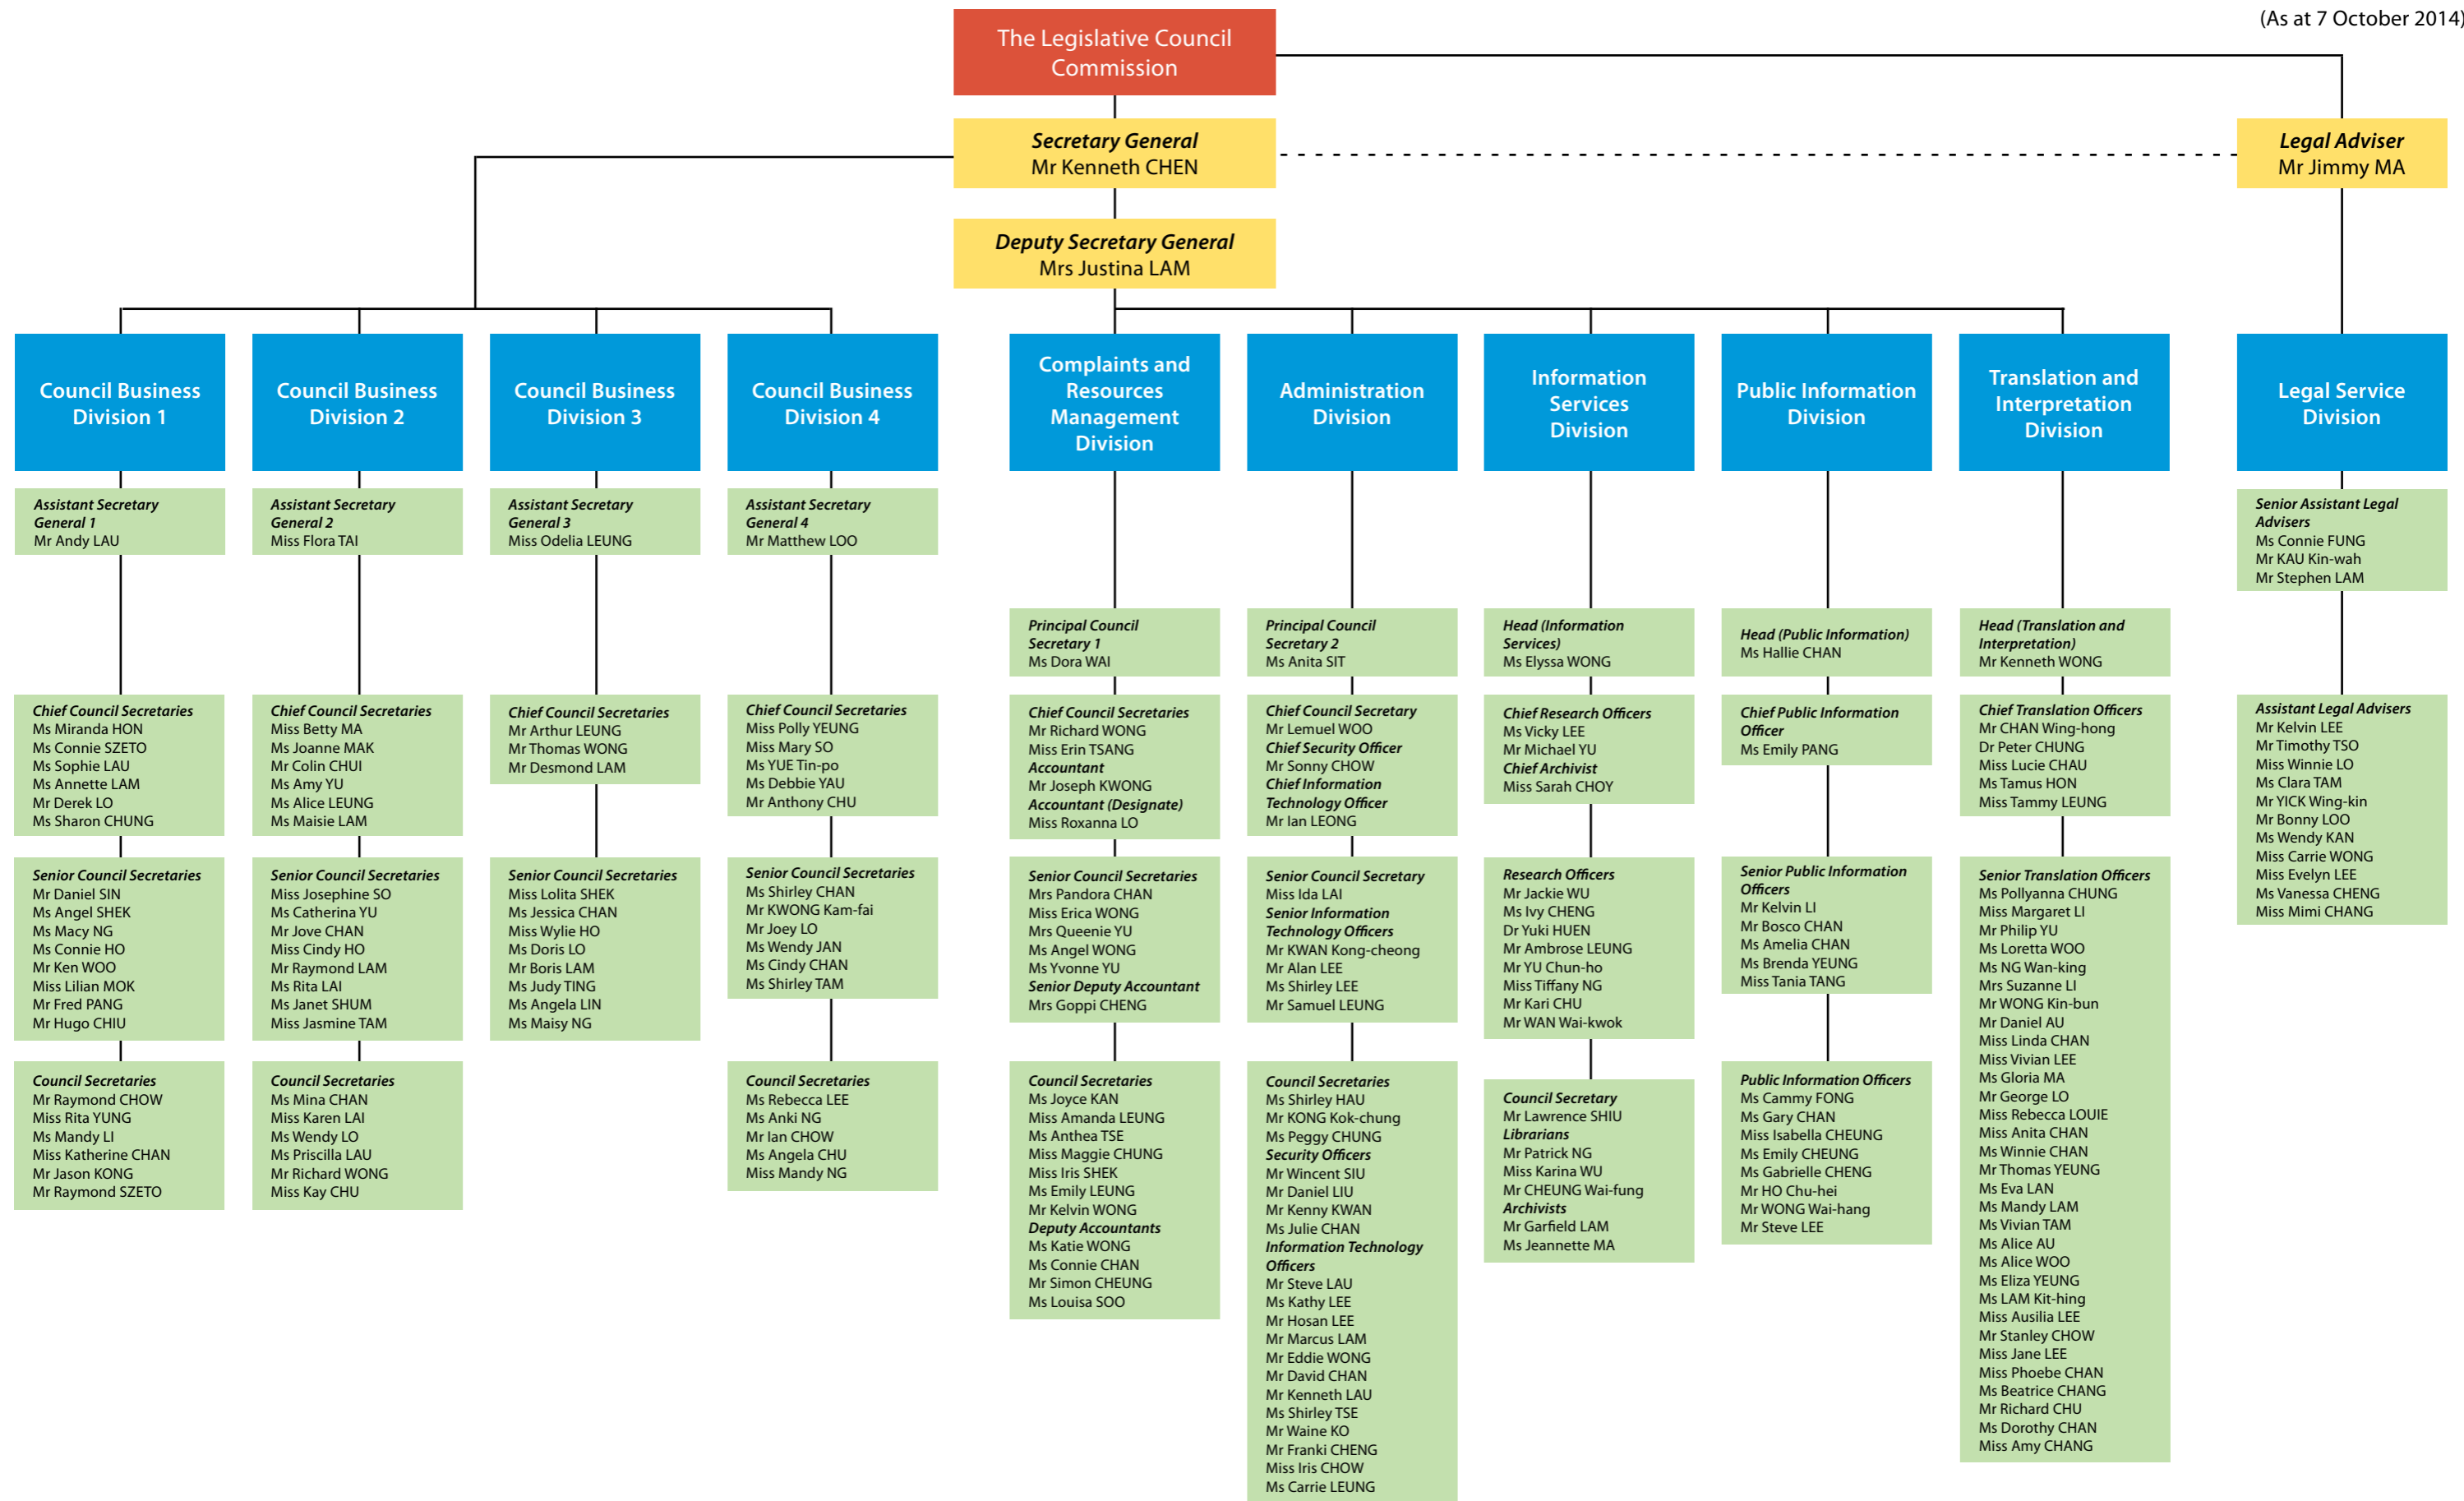 (As at 7 October 2014)
The Legislative Council
Commission
Secretary General
Mr Kenneth CHEN
Legal Adviser
Mr Jimmy MA
Deputy Secretary General
Mrs Justina LAM
Council Business
Division 1
Assistant Secretary
General 1
Mr Andy LAU
Chief Council Secretaries
Ms Miranda HON
Ms Connie SZETO
Ms Sophie LAU
Ms Annette LAM
Mr Derek LO
Ms Sharon CHUNG
Senior Council Secretaries
Mr Daniel SIN
Ms Angel SHEK
Ms Macy NG
Ms Connie HO
Mr Ken WOO
Miss Lilian MOK
Mr Fred PANG
Mr Hugo CHIU
Council Secretaries
Mr Raymond CHOW
Miss Rita YUNG
Ms Mandy LI
Miss Katherine CHAN
Mr Jason KONG
Mr Raymond SZETO
Council Business
Division 2
Assistant Secretary
General 2
Miss Flora TAI
Chief Council Secretaries
Miss Betty MA
Ms Joanne MAK
Mr Colin CHUI
Ms Amy YU
Ms Alice LEUNG
Ms Maisie LAM
Senior Council Secretaries
Miss Josephine SO
Ms Catherina YU
Mr Jove CHAN
Miss Cindy HO
Mr Raymond LAM
Ms Rita LAI
Ms Janet SHUM
Miss Jasmine TAM
Council Secretaries
Ms Mina CHAN
Miss Karen LAI
Ms Wendy LO
Ms Priscilla LAU
Mr Richard WONG
Miss Kay CHU
Council Business
Division 3
Assistant Secretary
General 3
Miss Odelia LEUNG
Chief Council Secretaries
Mr Arthur LEUNG
Mr Thomas WONG
Mr Desmond LAM
Senior Council Secretaries
Miss Lolita SHEK
Ms Jessica CHAN
Miss Wylie HO
Ms Doris LO
Mr Boris LAM
Ms Judy TING
Ms Angela LIN
Ms Maisy NG
Council Business
Division 4
Assistant Secretary
General 4
Mr Matthew LOO
Chief Council Secretaries
Miss Polly YEUNG
Miss Mary SO
Ms YUE Tin-po
Ms Debbie YAU
Mr Anthony CHU
Senior Council Secretaries
Ms Shirley CHAN
Mr KWONG Kam-fai
Mr Joey LO
Ms Wendy JAN
Ms Cindy CHAN
Ms Shirley TAM
Council Secretaries
Ms Rebecca LEE
Ms Anki NG
Mr Ian CHOW
Ms Angela CHU
Miss Mandy NG
Complaints and
Resources
Management
Division
Principal Council
Secretary 1
Ms Dora WAI
Chief Council Secretaries
Mr Richard WONG
Miss Erin TSANG
Accountant
Mr Joseph KWONG
Accountant (Designate)
Miss Roxanna LO
Senior Council Secretaries
Mrs Pandora CHAN
Miss Erica WONG
Mrs Queenie YU
Ms Angel WONG
Ms Yvonne YU
Senior Deputy Accountant
Mrs Goppi CHENG
Council Secretaries
Ms Joyce KAN
Miss Amanda LEUNG
Ms Anthea TSE
Miss Maggie CHUNG
Miss Iris SHEK
Ms Emily LEUNG
Mr Kelvin WONG
Deputy Accountants
Ms Katie WONG
Ms Connie CHAN
Mr Simon CHEUNG
Ms Louisa SOO
Administration
Division
Principal Council
Secretary 2
Ms Anita SIT
Chief Council Secretary
Mr Lemuel WOO
Chief Security Officer
Mr Sonny CHOW
Chief Information
Technology Officer
Mr Ian LEONG
Senior Council Secretary
Miss Ida LAI
Senior Information
Technology Officers
Mr KWAN Kong-cheong
Mr Alan LEE
Ms Shirley LEE
Mr Samuel LEUNG
Council Secretaries
Ms Shirley HAU
Mr KONG Kok-chung
Ms Peggy CHUNG
Security Officers
Mr Wincent SIU
Mr Daniel LIU
Mr Kenny KWAN
Ms Julie CHAN
Information Technology
Officers
Mr Steve LAU
Ms Kathy LEE
Mr Hosan LEE
Mr Marcus LAM
Mr Eddie WONG
Mr David CHAN
Mr Kenneth LAU
Ms Shirley TSE
Mr Waine KO
Mr Franki CHENG
Miss Iris CHOW
Ms Carrie LEUNG
Information
Services
Division
Head (Information
Services)
Ms Elyssa WONG
Chief Research Officers
Ms Vicky LEE
Mr Michael YU
Chief Archivist
Miss Sarah CHOY
Research Officers
Mr Jackie WU
Ms Ivy CHENG
Dr Yuki HUEN
Mr Ambrose LEUNG
Mr YU Chun-ho
Miss Tiffany NG
Mr Kari CHU
Mr WAN Wai-kwok
Council Secretary
Mr Lawrence SHIU
Librarians
Mr Patrick NG
Miss Karina WU
Mr CHEUNG Wai-fung
Archivists
Mr Garfield LAM
Ms Jeannette MA
Public Information
Division
Head (Public Information)
Ms Hallie CHAN
Chief Public Information
Officer
Ms Emily PANG
Senior Public Information
Officers
Mr Kelvin LI
Mr Bosco CHAN
Ms Amelia CHAN
Ms Brenda YEUNG
Miss Tania TANG
Public Information Officers
Ms Cammy FONG
Ms Gary CHAN
Miss Isabella CHEUNG
Ms Emily CHEUNG
Ms Gabrielle CHENG
Mr HO Chu-hei
Mr WONG Wai-hang
Mr Steve LEE
Translation and
Interpretation
Division
Head (Translation and
Interpretation)
Mr Kenneth WONG
Chief Translation Officers
Mr CHAN Wing-hong
Dr Peter CHUNG
Miss Lucie CHAU
Ms Tamus HON
Miss Tammy LEUNG
Senior Translation Officers
Ms Pollyanna CHUNG
Miss Margaret LI
Mr Philip YU
Ms Loretta WOO
Ms NG Wan-king
Mrs Suzanne LI
Mr WONG Kin-bun
Mr Daniel AU
Miss Linda CHAN
Miss Vivian LEE
Ms Gloria MA
Mr George LO
Miss Rebecca LOUIE
Miss Anita CHAN
Ms Winnie CHAN
Mr Thomas YEUNG
Ms Eva LAN
Ms Mandy LAM
Ms Vivian TAM
Ms Alice AU
Ms Alice WOO
Ms Eliza YEUNG
Ms LAM Kit-hing
Miss Ausilia LEE
Mr Stanley CHOW
Miss Jane LEE
Miss Phoebe CHAN
Ms Beatrice CHANG
Mr Richard CHU
Ms Dorothy CHAN
Miss Amy CHANG
Legal Service
Division
Senior Assistant Legal
Advisers
Ms Connie FUNG
Mr KAU Kin-wah
Mr Stephen LAM
Assistant Legal Advisers
Mr Kelvin LEE
Mr Timothy TSO
Miss Winnie LO
Ms Clara TAM
Mr YICK Wing-kin
Mr Bonny LOO
Ms Wendy KAN
Miss Carrie WONG
Miss Evelyn LEE
Ms Vanessa CHENG
Miss Mimi CHANG